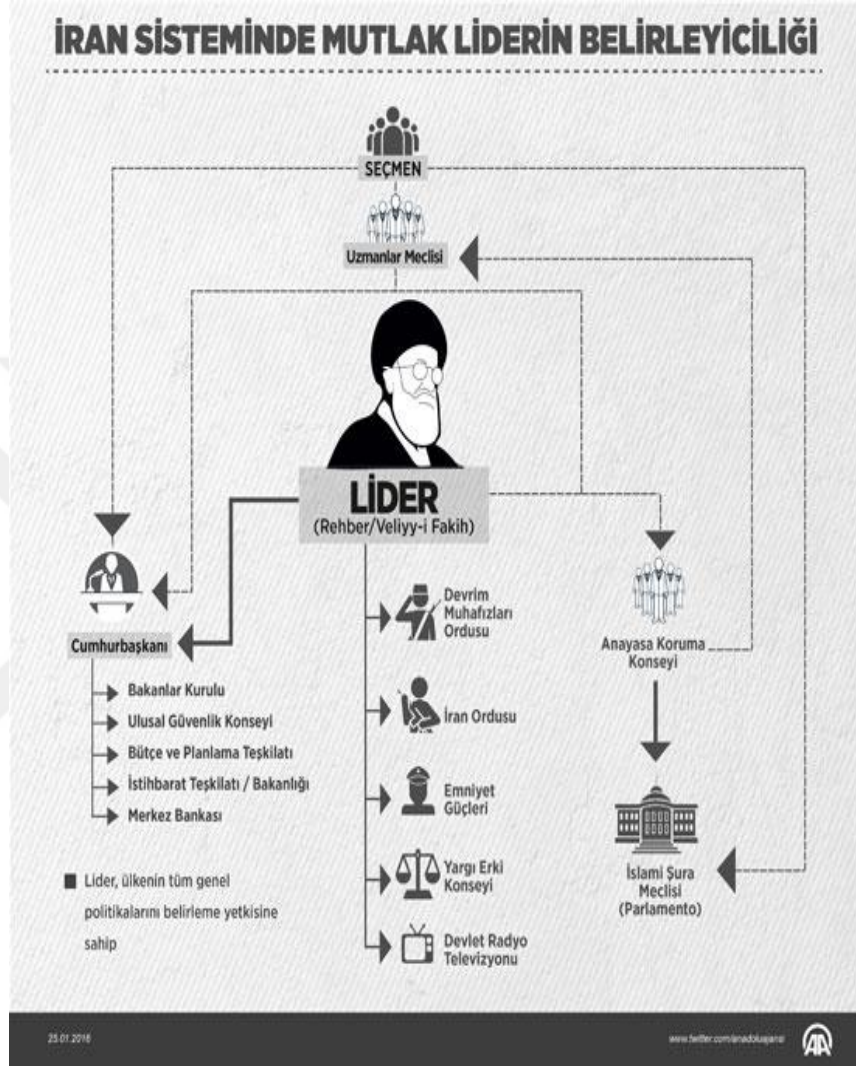 İRAN SİSTEMİNDE MUTLAK LİDERİN BELİRLEYİCİLİĞİ
SEÇMEN
Uzmanlar Meclisi
LİDER
(Rehber/Veliyy-i Fakih)
Cumhurbaşkanı
Bakanlar Kurulu
Ulusal Güvenlik Konseyi
Bütçe ve Planlama Teşkilatı
İstihbarat Teşkilatı / Bakanlığı
Merkez Bankası
Lider, ülkenin tüm genel
politikalarını belirleme yetkisine
sahip
Devrim
Muhafızları
Ordusu
İran Ordusu
Emniyet
Güçleri
Yargı Erki
Konseyi
Devlet Radyo
Televizyonu
Anayasa Koruma
Konseyi
İslami Şura
Meclisi
(Parlamento)
25.01.2016
www.twitter.com/anadoluajansi
AA